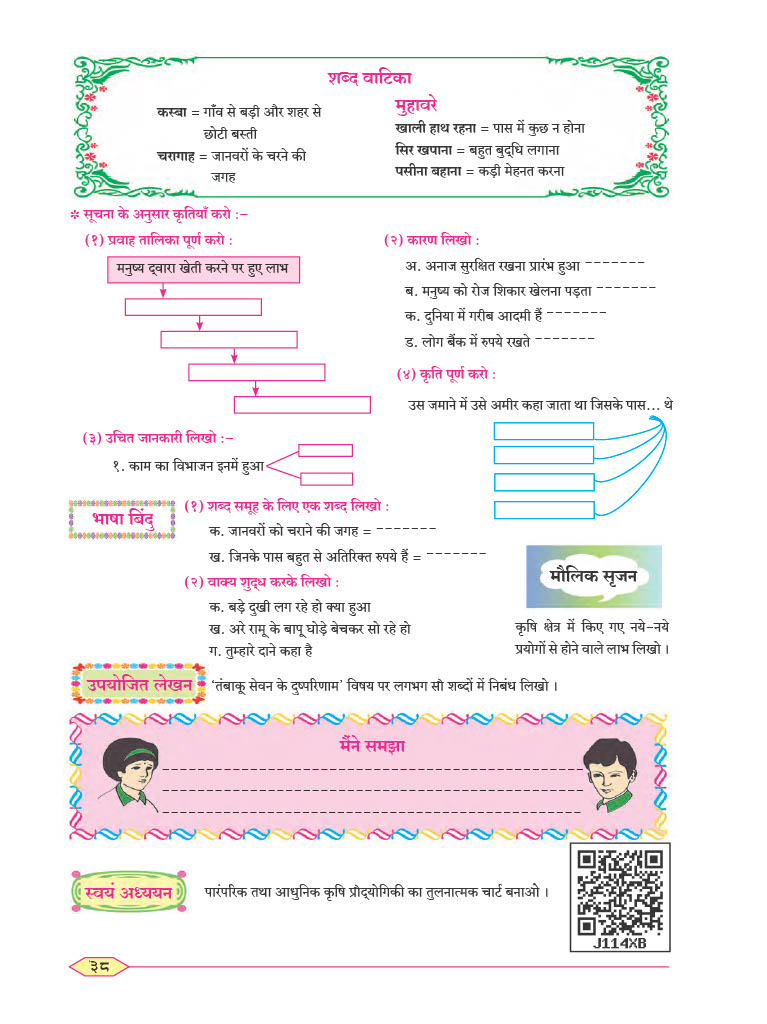 शब्द वाटिका
कस्बा = गाँव से बड़ी और शहर से
छोटी बस्ती
चरागाह = जानवरों के चरने की
जगह
मुहावरे
खाली हाथ रहना = पास में कुछ न होना
सिर खपाना = बहुत बुद्धि लगाना
पसीना बहाना = कड़ी मेहनत करना
* सूचना के अनुसार कृतियाँ करो :-
(१) प्रवाह तालिका पूर्ण करो :
मनुष्य द्वारा खेती करने पर हुए लाभ
(२) कारण लिखो :
अ. अनाज सुरक्षित रखना प्रारंभ हुआ -------
ब. मनुष्य को रोज शिकार खेलना पड़ता -------
क. दुनिया में गरीब आदमी हैं -------
ड. लोग बैंक में रुपये रखते -------
(३) उचित जानकारी लिखो :-
१. काम का विभाजन इनमें हुआ
(४) कृति पूर्ण करो :
उस जमाने में उसे अमीर कहा जाता था जिसके पास... थे
भाषा बिंदु
(१) शब्द समूह के लिए एक शब्द लिखो :
क. जानवरों को चराने की जगह = -------
ख. जिनके पास बहुत से अतिरिक्त रुपये हैं = -------
(२) वाक्य शुद्ध करके लिखो :
क. बड़े दुखी लग रहे हो क्या हुआ
ख. अरे रामू के बापू घोड़े बेचकर सो रहे हो
ग. तुम्हारे दाने कहा है
मौलिक सृजन
कृषि क्षेत्र में किए गए नये-नये
प्रयोगों से होने वाले लाभ लिखो ।
उपयोजित लेखन
‘तंबाकू सेवन के दुष्परिणाम’ विषय पर लगभग सौ शब्दों में निबंध लिखो ।
मैंने समझा
स्वयं अध्ययन
पारंपरिक तथा आधुनिक कृषि प्रौद्योगिकी का तुलनात्मक चार्ट बनाओ ।
J114XB
३८